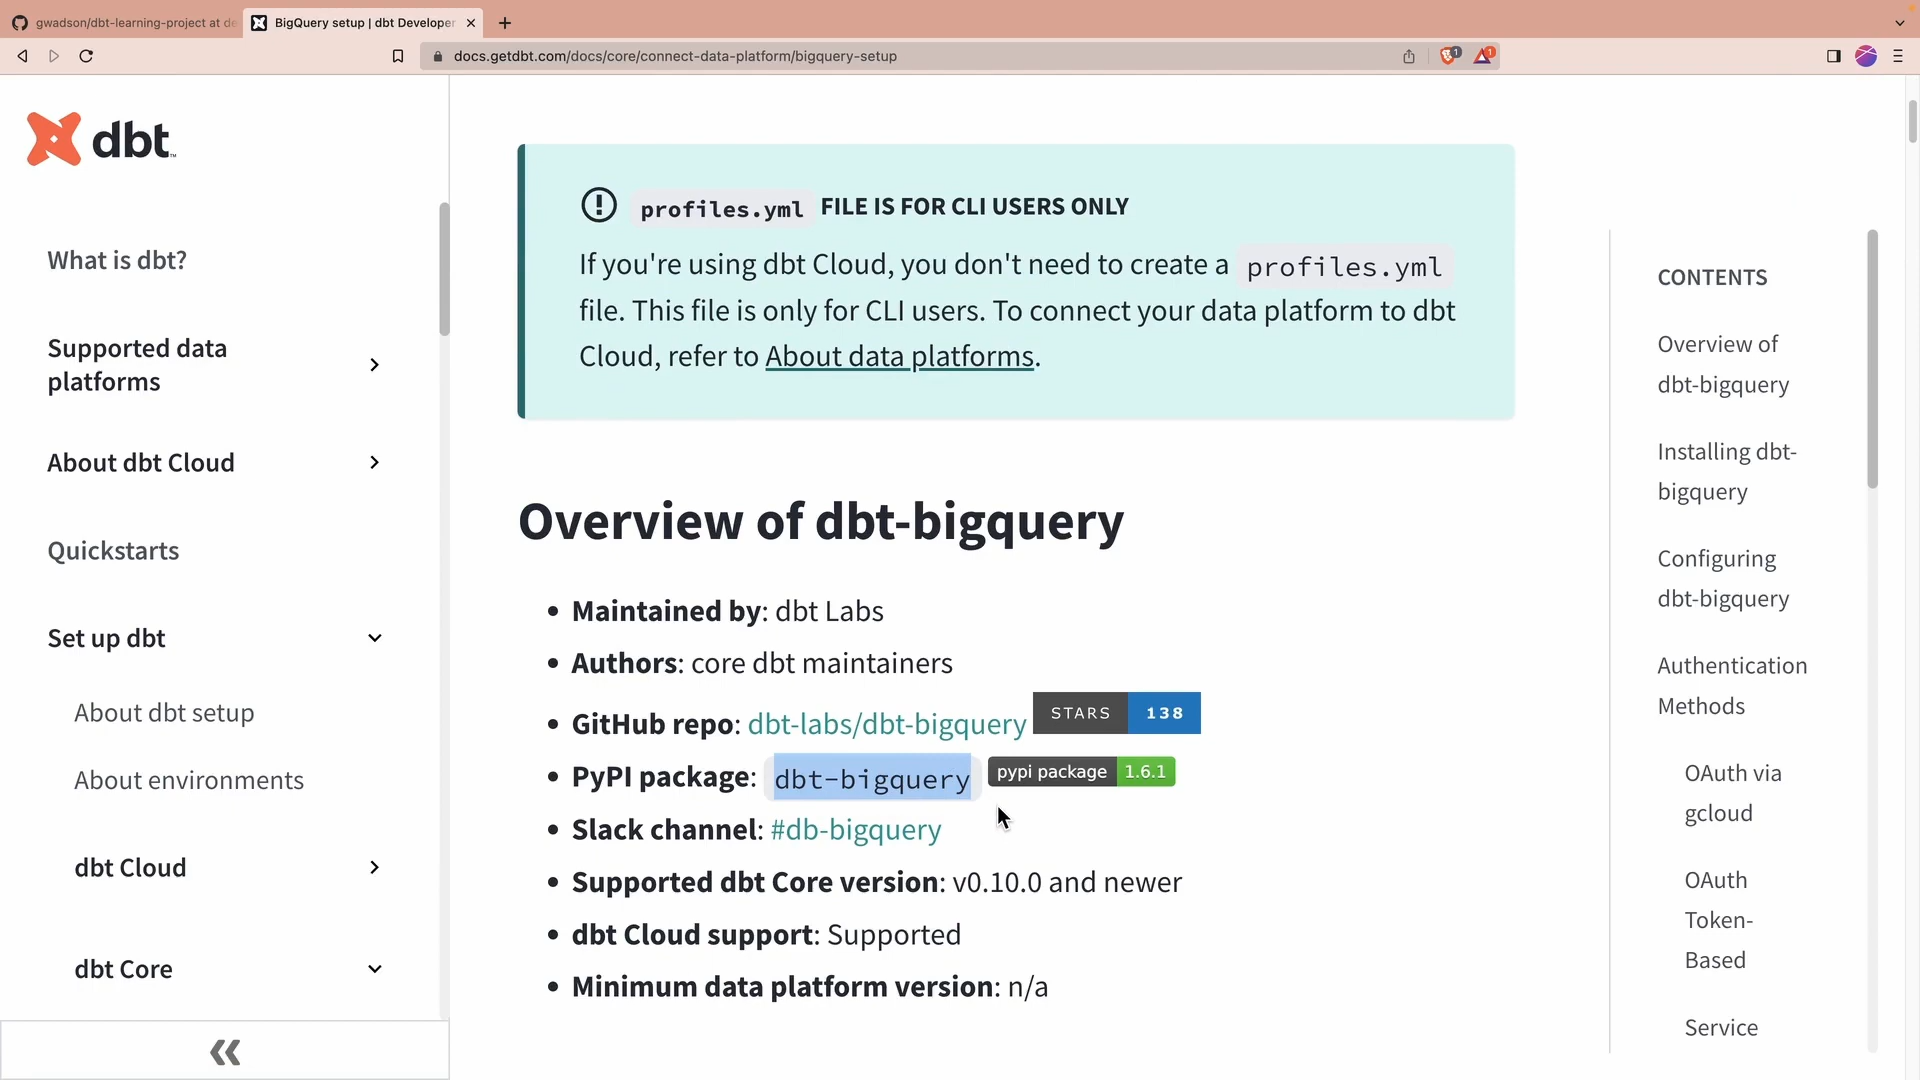 gwadson/dbt-learning-project at de
BigQuery setup | dbt Developer
docs.getdbt.com/docs/core/connect-data-platform/bigquery-setup
1
1
dbt
What is dbt?
Supported data
platforms
About dbt Cloud
Quickstarts
Set up dbt
About dbt setup
About environments
dbt Cloud
dbt Core
profiles.yml FILE IS FOR CLI USERS ONLY
If you're using dbt Cloud, you don't need to create a profiles.yml
file. This file is only for CLI users. To connect your data platform to dbt
Cloud, refer to About data platforms.
Overview of dbt-bigquery
• Maintained by: dbt Labs
• Authors: core dbt maintainers
• GitHub repo: dbt-labs/dbt-bigquery STARS 138
• PyPI package: dbt-bigquery pypi package 1.6.1
• Slack channel: #db-bigquery
• Supported dbt Core version: v0.10.0 and newer
• dbt Cloud support: Supported
• Minimum data platform version: n/a
CONTENTS
Overview of
dbt-bigquery
Installing dbt-
bigquery
Configuring
dbt-bigquery
Authentication
Methods
OAuth via
gcloud
OAuth
Token-
Based
Service